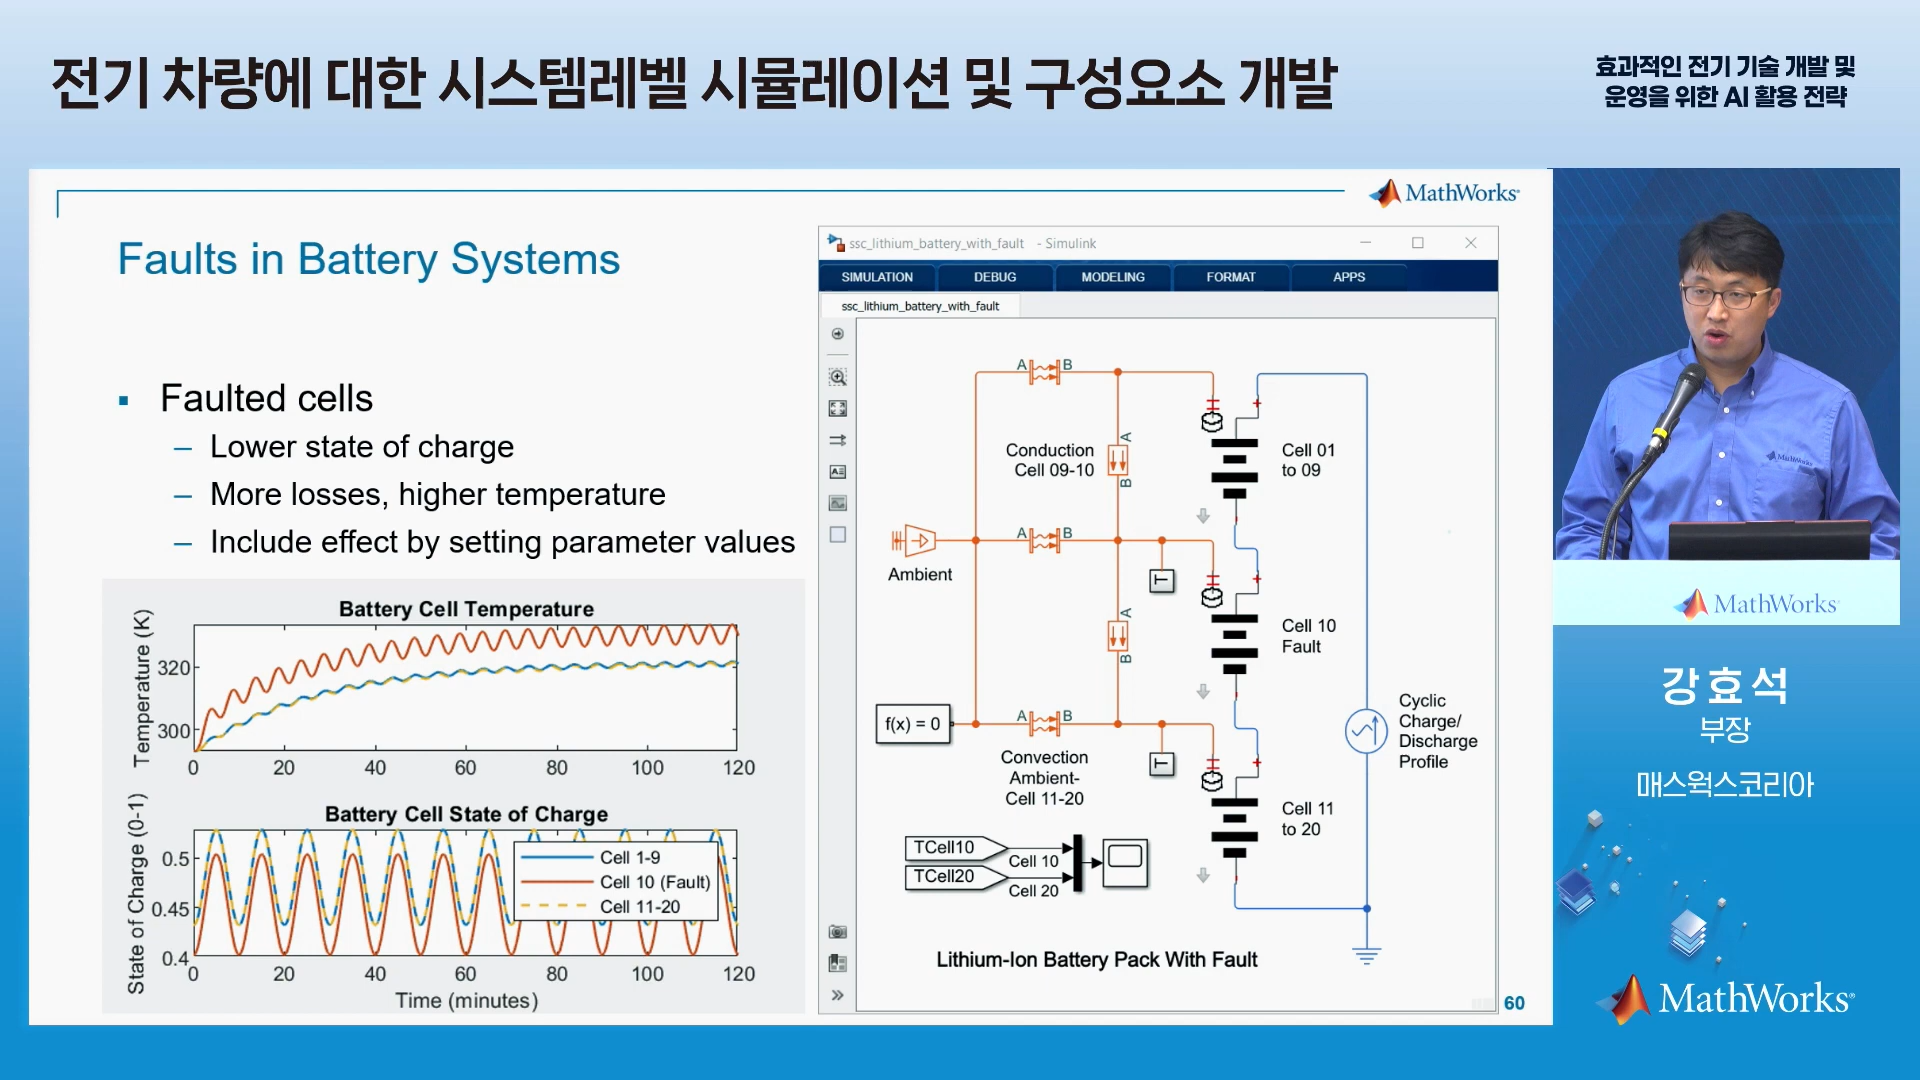 전기 차량에 대한 시스템레벨 시뮬레이션 및 구성요소 개발
효과적인 전기 기술 개발 및
운영을 위한 AI 활용 전략
MathWorks
Faults in Battery Systems
Faulted cells
– Lower state of charge
– More losses, higher temperature
– Include effect by setting parameter values
Battery Cell Temperature
Temperature (K)
320
300
0 20 40 60 80 100 120
Battery Cell State of Charge
State of Charge (0-1)
0.5
0.45
0.4
Cell 1-9
Cell 10 (Fault)
Cell 11-20
0 20 40 60 80 100 120
Time (minutes)
ssc_lithium_battery_with_fault - Simulink
SIMULATION DEBUG MODELING FORMAT APPS
ssc_lithium_battery_with_fault
A B
Conduction
Cell 09-10
A
B
Cell 01
to 09
Ambient
A B
T
A
B
Cell 10
Fault
f(x) = 0
A B
Convection
Ambient-
Cell 11-20
T
Cell 11
to 20
Cyclic
Charge/
Discharge
Profile
TCell10
Cell 10
TCell20
Cell 20
Lithium-Ion Battery Pack With Fault
60
MathWorks
MathWorks
강효석
부장
매스웍스코리아
MathWorks